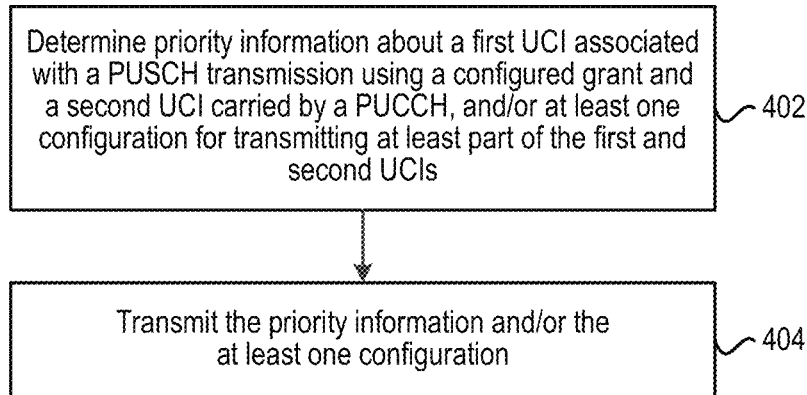 Determine priority information about a first UCI associated
with a PUSCH transmission using a configured grant and
a second UCI carried by a PUCCH, and/or at least one
configuration for transmitting at least part of the first and
second UCIs
402
Transmit the priority information and/or the
at least one configuration
404